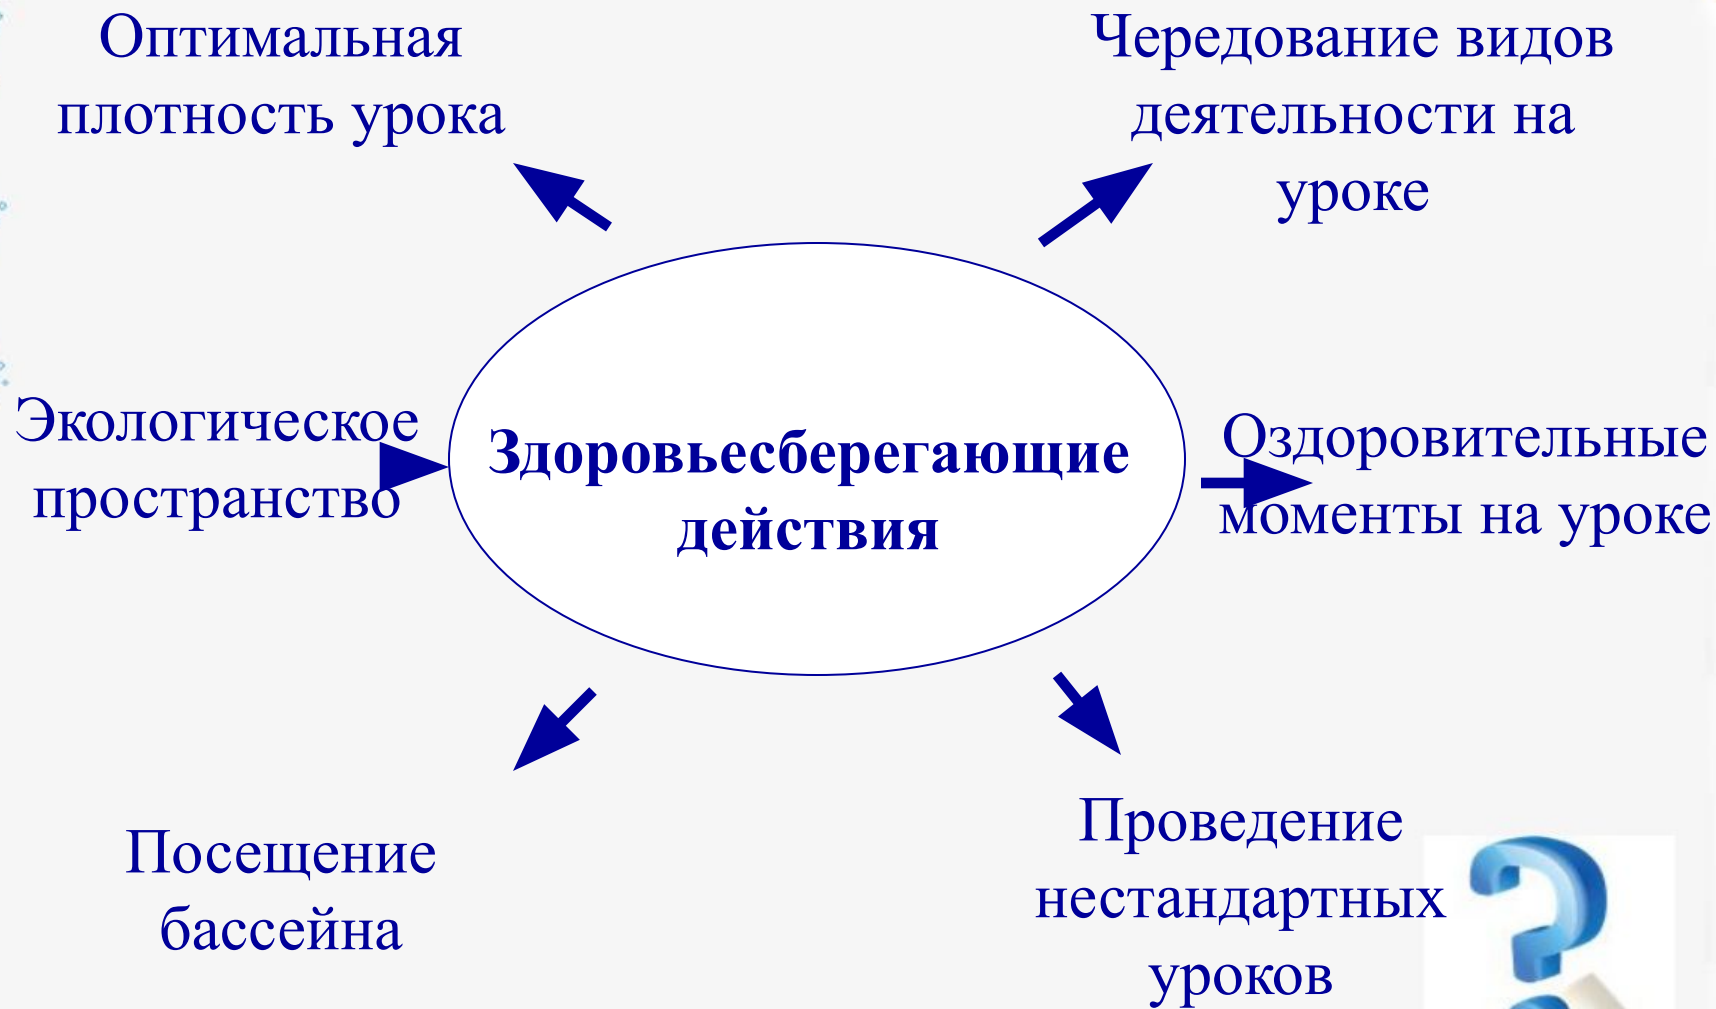 Оптимальная
плотность урока
Чередование видов
деятельности на
уроке
Экологическое
пространство
Здоровьесберегающие
действия
Оздоровительные
моменты на уроке
Посещение
бассейна
Проведение
нестандартных
уроков